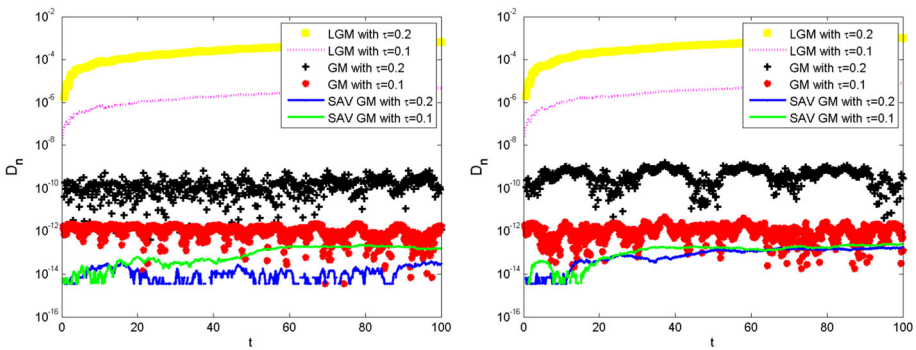 10^-2
10^-4
10^-6
10^-8
10^-10
10^-12
10^-14
10^-16
D_n
0 20 40 60 80 100
t
LGM with τ=0.2
LGM with τ=0.1
GM with τ=0.2
GM with τ=0.1
SAV GM with τ=0.2
SAV GM with τ=0.1
10^-2
10^-4
10^-6
10^-8
10^-10
10^-12
10^-14
10^-16
D_n
0 20 40 60 80 100
t
LGM with τ=0.2
LGM with τ=0.1
GM with τ=0.2
GM with τ=0.1
SAV GM with τ=0.2
SAV GM with τ=0.1